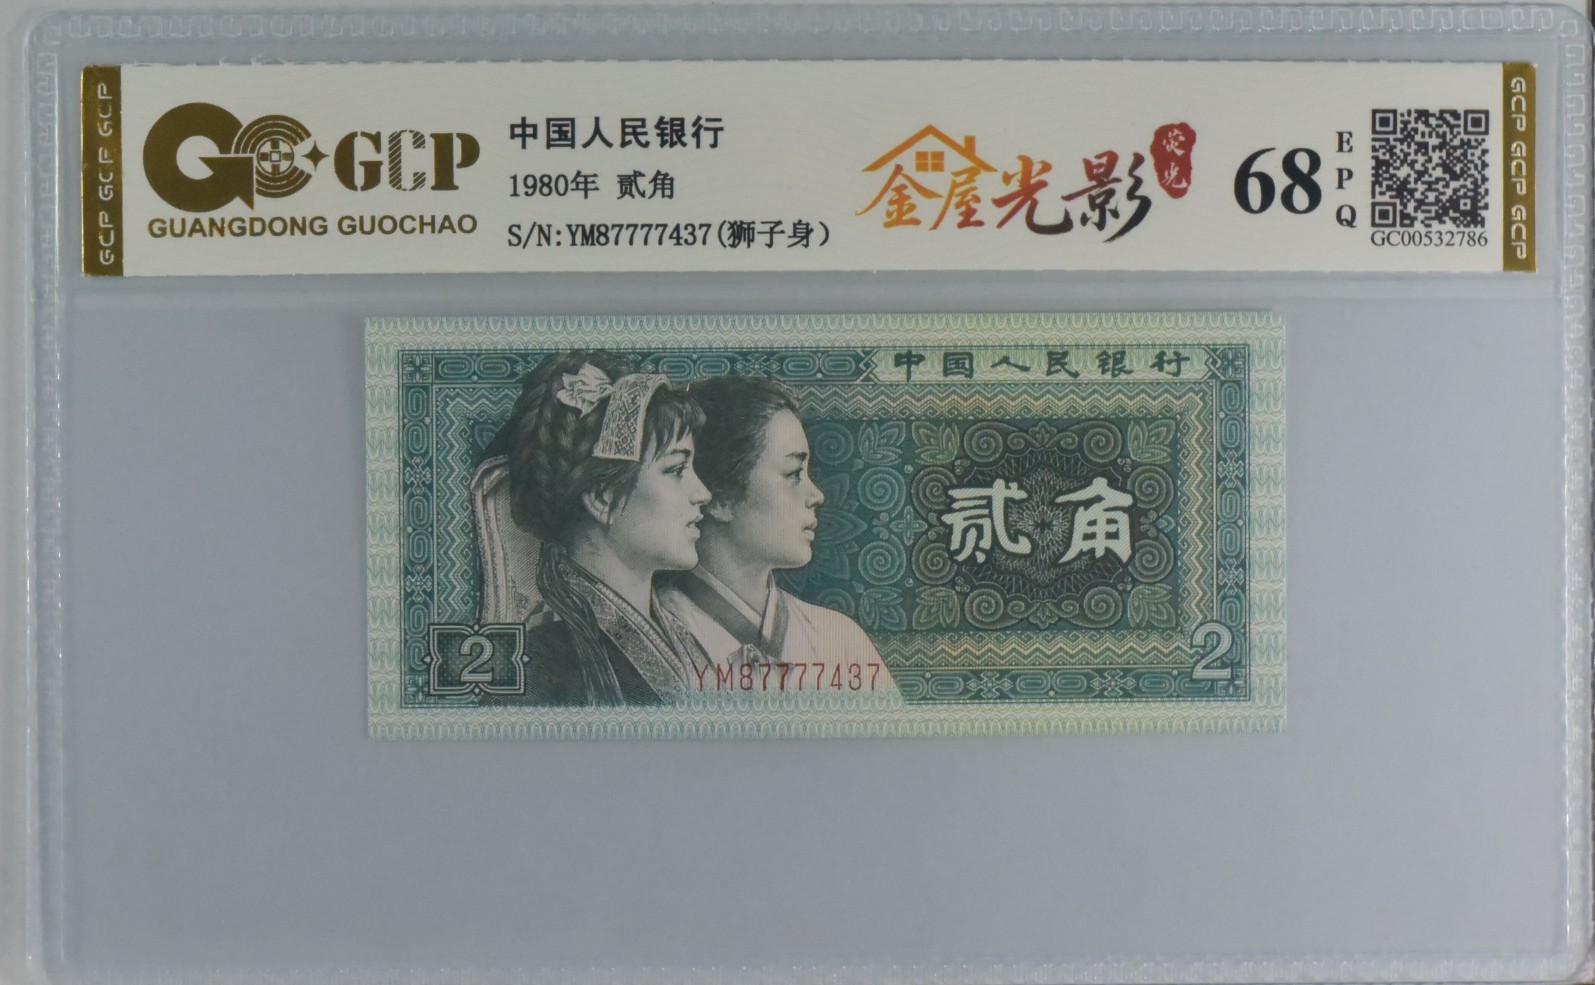 GCP GCP GCP
GCP
GUANGDONG GUOCHAO
中国人民银行
1980年 贰角
S/N:YM87777437(狮子身)
金屋光影
荧光
68
EPQ
GC00532786
GCP GCP GCP
中国人民银行
贰角
2
YM87777437
2